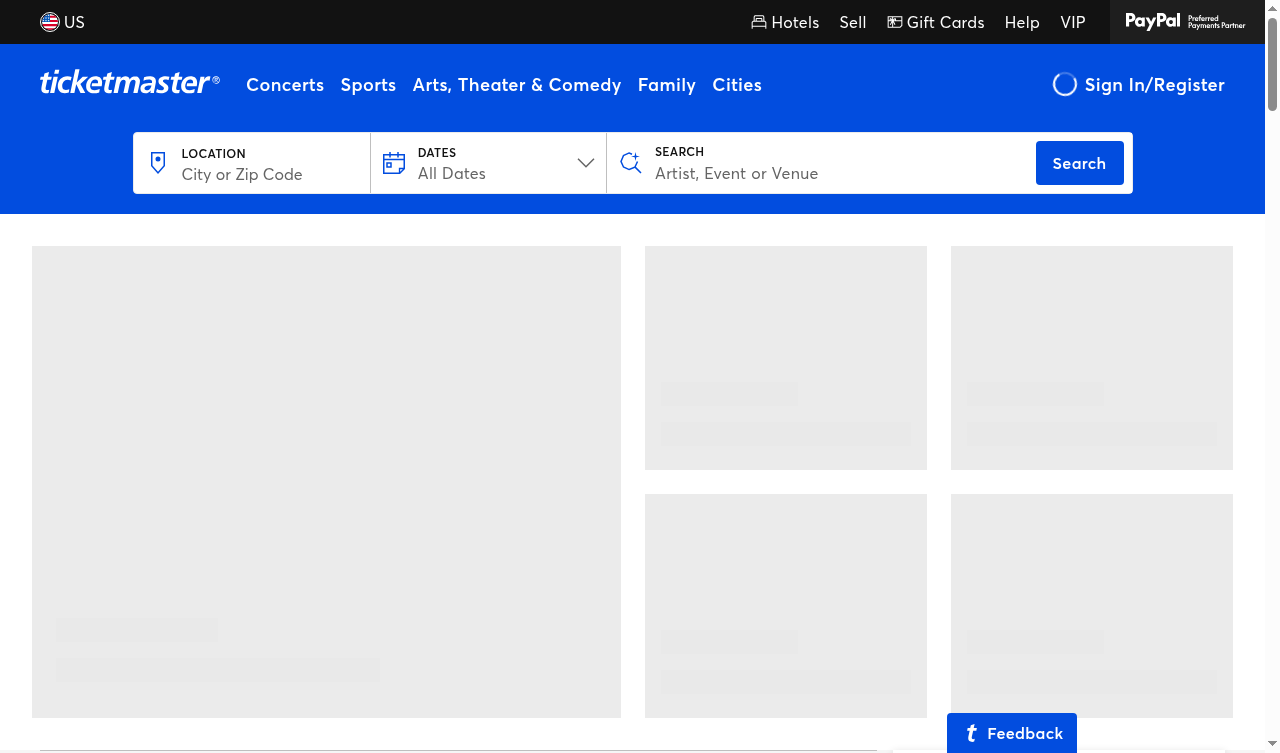 US
Hotels
Sell
Gift Cards
Help
VIP
PayPal Preferred Payments Partner
ticketmaster®
Concerts
Sports
Arts, Theater & Comedy
Family
Cities
Sign In/Register
LOCATION
City or Zip Code
DATES
All Dates
SEARCH
Artist, Event or Venue
Search
t Feedback